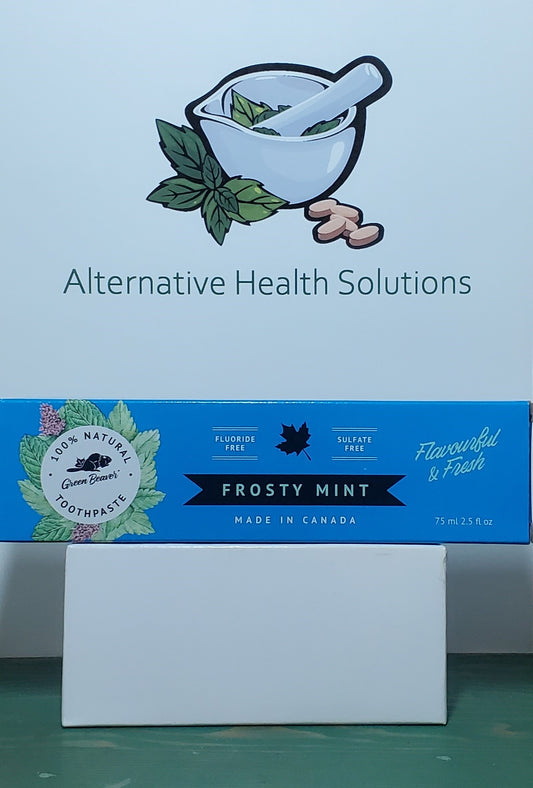 Alternative Health Solutions
100% NATURAL
Green Beaver
TOOTHPASTE
FLUORIDE
FREE
SULFATE
FREE
FROSTY MINT
MADE IN CANADA
Flavourful
& Fresh
75 ml 2.5 fl oz